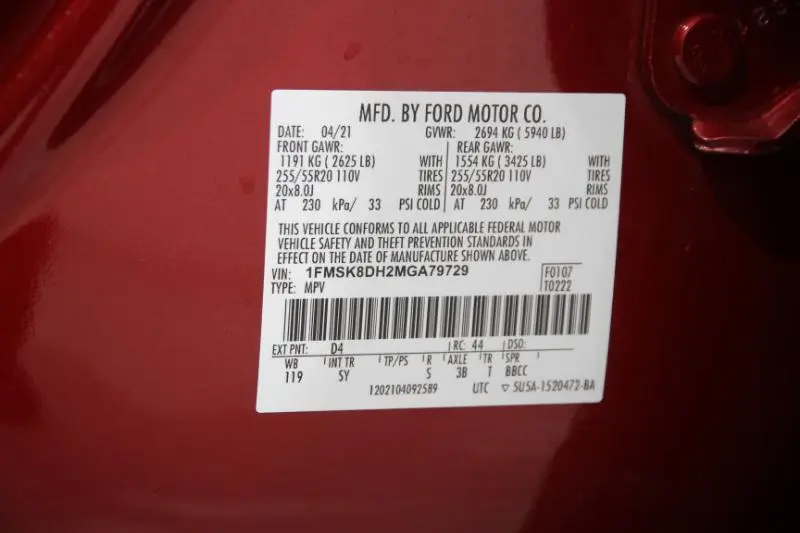 MFD. BY FORD MOTOR CO.
DATE: 04/21 GVWR: 2694 KG ( 5940 LB)
FRONT GAWR: REAR GAWR:
1191 KG ( 2625 LB) WITH 1554 KG ( 3425 LB) WITH
255/55R20 110V TIRES 255/55R20 110V TIRES
20x8.0J RIMS 20x8.0J RIMS
AT 230 kPa/ 33 PSI COLD AT 230 kPa/ 33 PSI COLD
THIS VEHICLE CONFORMS TO ALL APPLICABLE FEDERAL MOTOR
VEHICLE SAFETY AND THEFT PREVENTION STANDARDS IN
EFFECT ON THE DATE OF MANUFACTURE SHOWN ABOVE.
VIN: 1FMSK8DH2MGA79729 F0107
TYPE: MPV T0222
EXT PNT: D4 RC: 44 DSO:
WB INT TR TP/PS R AXLE TR SPR
119 SY S 3B T BBCC
1202104092589 UTC ▽ 5U5A-1520472-BA